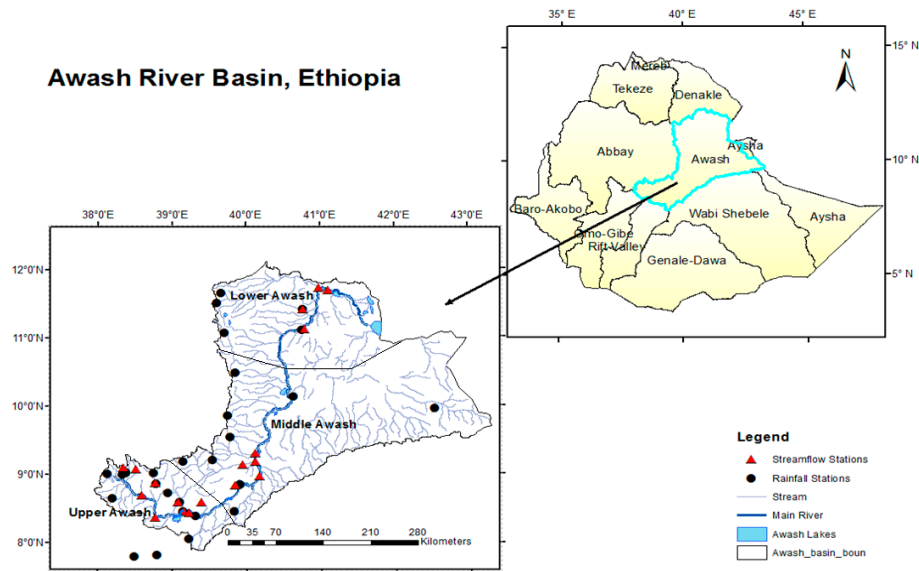 Awash River Basin, Ethiopia
35° E
40° E
45° E
15° N
10° N
5° N
N
Mereb
Tekeze
Denakle
Abbay
Aysha
Awash
Baro-Akobo
Wabi Shebele
Aysha
Omo-Gibe
Rift-Valley
Genale-Dawa
38°0'E
39°0'E
40°0'E
41°0'E
42°0'E
43°0'E
12°0'N
11°0'N
10°0'N
9°0'N
8°0'N
Lower Awash
Middle Awash
Upper Awash
0 35 70 140 210 280
Kilometers
Legend
Streamflow Stations
Rainfall Stations
Stream
Main River
Awash Lakes
Awash_basin_boun